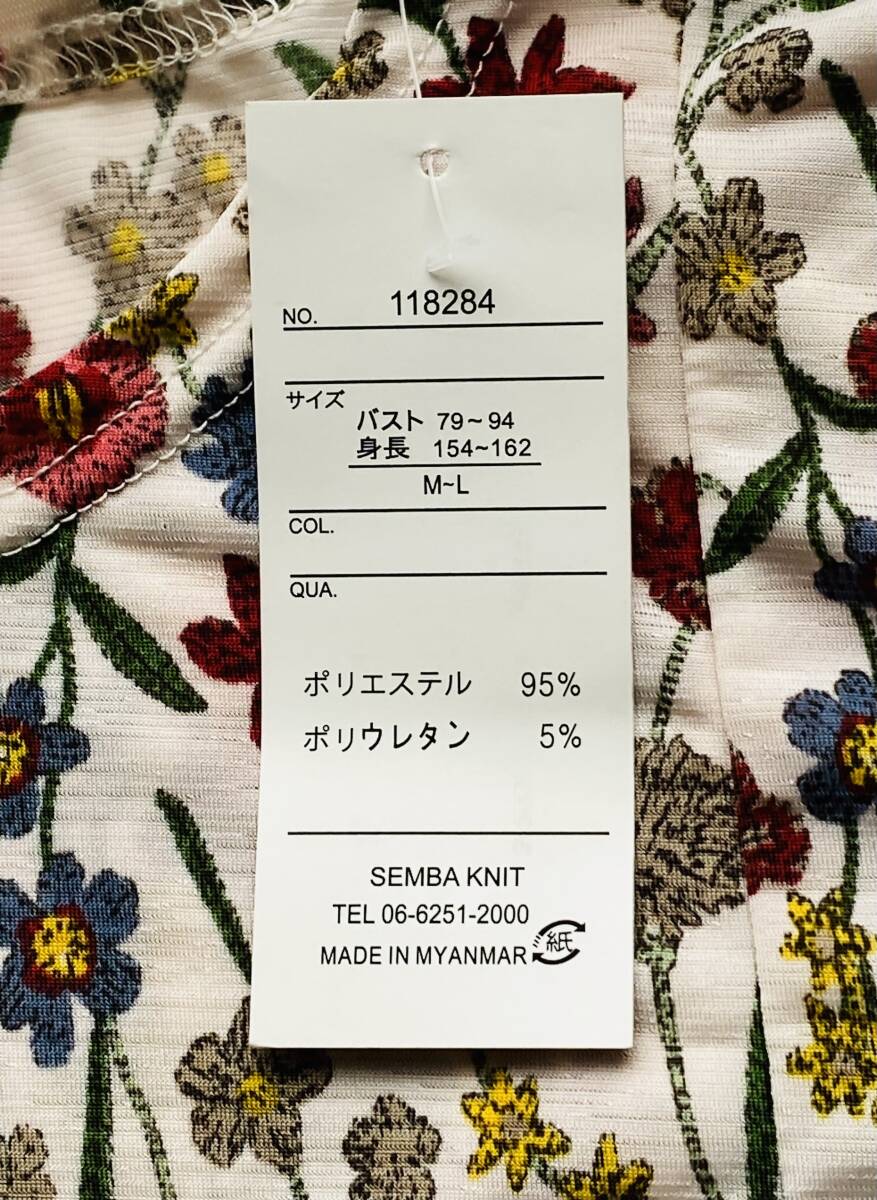 NO. 118284
サイズ
バスト 79~94
身長 154~162
M~L
COL.
QUA.
ポリエステル 95%
ポリウレタン 5%
SEMBA KNIT
TEL 06-6251-2000
MADE IN MYANMAR 紙